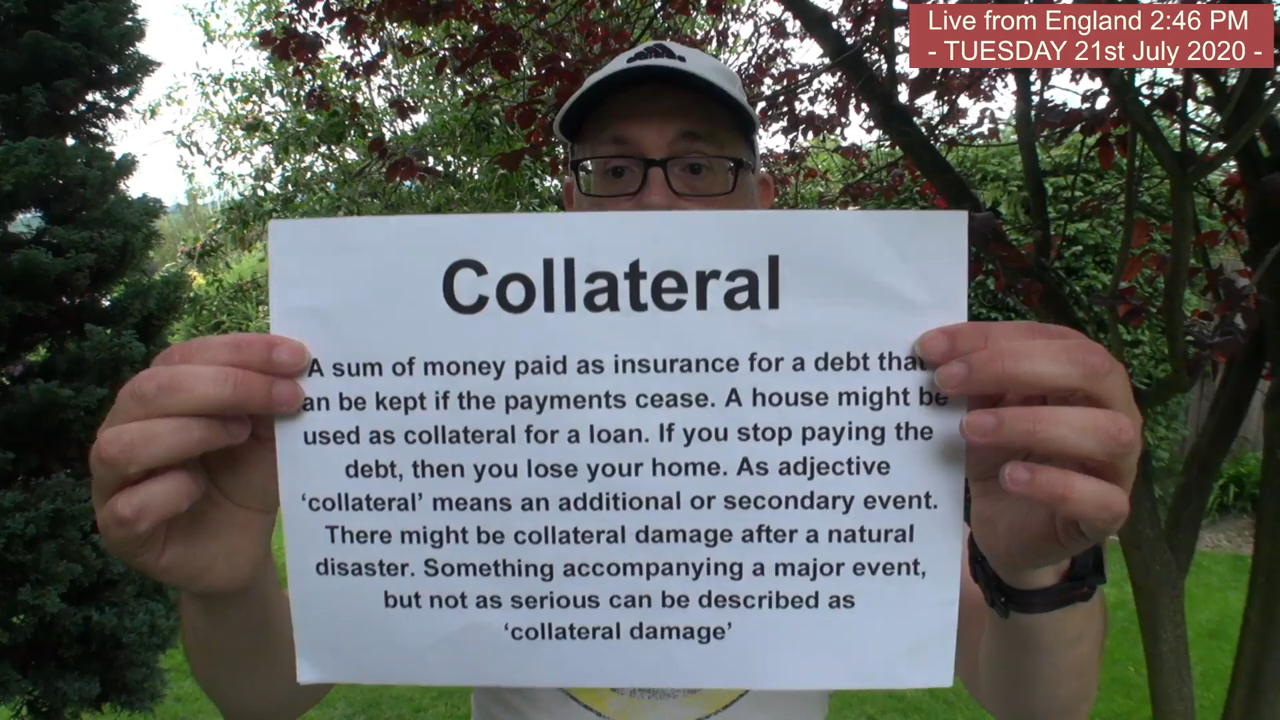 Live from England 2:46 PM
- TUESDAY 21st July 2020 -
Collateral
A sum of money paid as insurance for a debt that
an be kept if the payments cease. A house might be
used as collateral for a loan. If you stop paying the
debt, then you lose your home. As adjective
‘collateral’ means an additional or secondary event.
There might be collateral damage after a natural
disaster. Something accompanying a major event,
but not as serious can be described as
‘collateral damage’